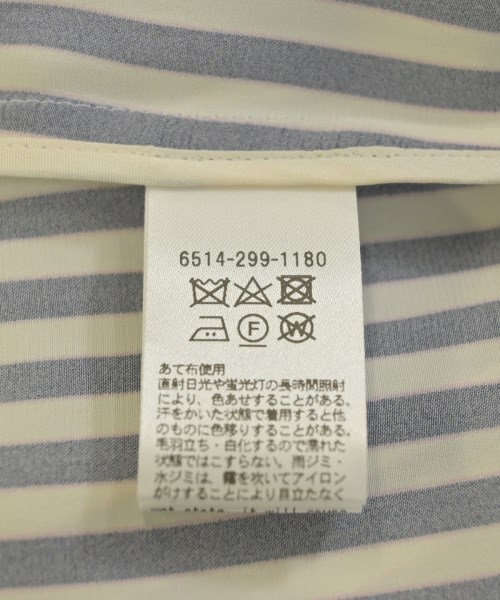 6514-299-1180
F
W
あて布使用
直射日光や蛍光灯の長時間照射
により、色あせすることがある。
汗をかいた状態で着用すると他
のものに色移りすることがある。
毛羽立ち・白化するので濡れた
状態ではこすらない。雨ジミ・
水ジミは、霧を吹いてアイロン
がけすることにより目立たなく
wet state, it will cause